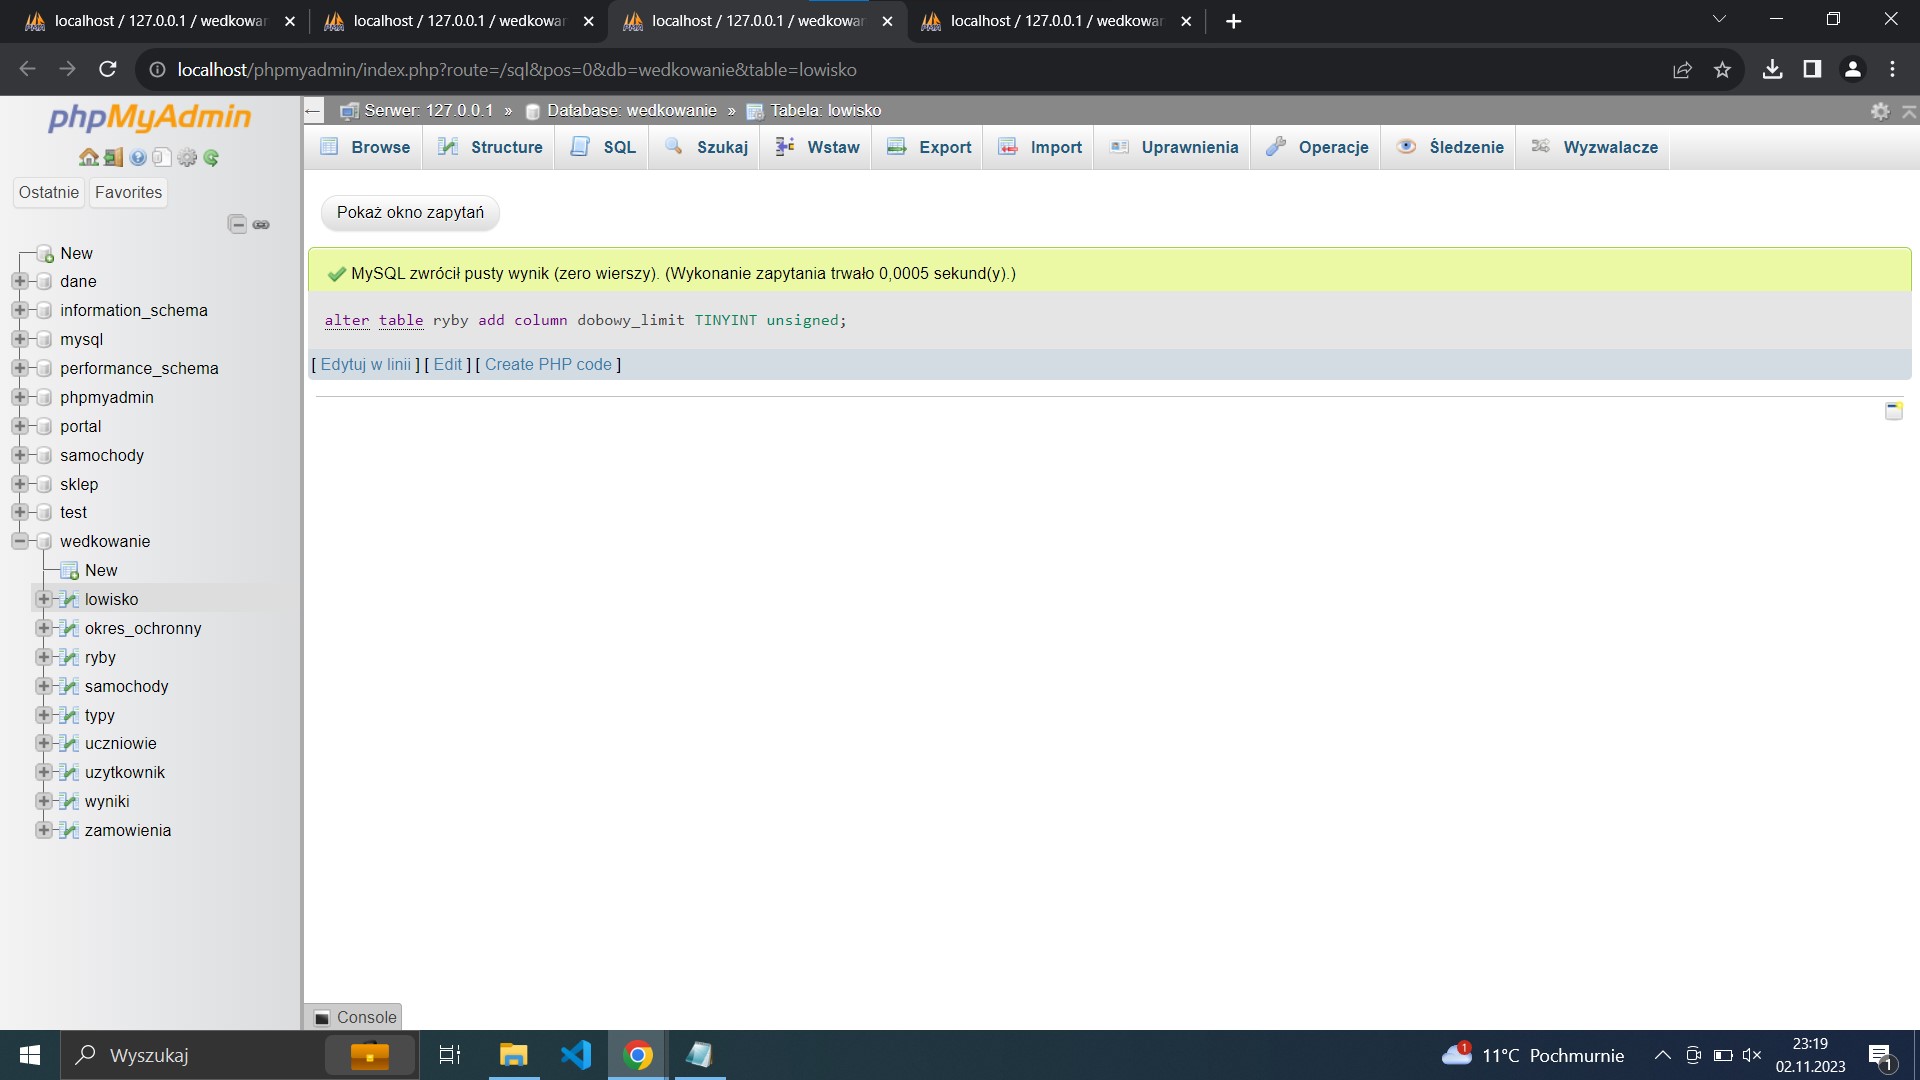 localhost / 127.0.0.1 / wedkowan
localhost / 127.0.0.1 / wedkowan
localhost / 127.0.0.1 / wedkowan
localhost / 127.0.0.1 / wedkowan
localhost/phpmyadmin/index.php?route=/sql&pos=0&db=wedkowanie&table=lowisko
phpMyAdmin
Ostatnie Favorites
New
dane
information_schema
mysql
performance_schema
phpmyadmin
portal
samochody
sklep
test
wedkowanie
New
lowisko
okres_ochronny
ryby
samochody
typy
uczniowie
uzytkownik
wyniki
zamowienia
Serwer: 127.0.0.1 » Database: wedkowanie » Tabela: lowisko
Browse Structure SQL Szukaj Wstaw Export Import Uprawnienia Operacje Śledzenie Wyzwalacze
Pokaż okno zapytań
MySQL zwrócił pusty wynik (zero wierszy). (Wykonanie zapytania trwało 0,0005 sekund(y).)
alter table ryby add column dobowy_limit TINYINT unsigned;
[ Edytuj w linii ] [ Edit ] [ Create PHP code ]
Console
Wyszukaj
1
11°C Pochmurnie
23:19
02.11.2023
1